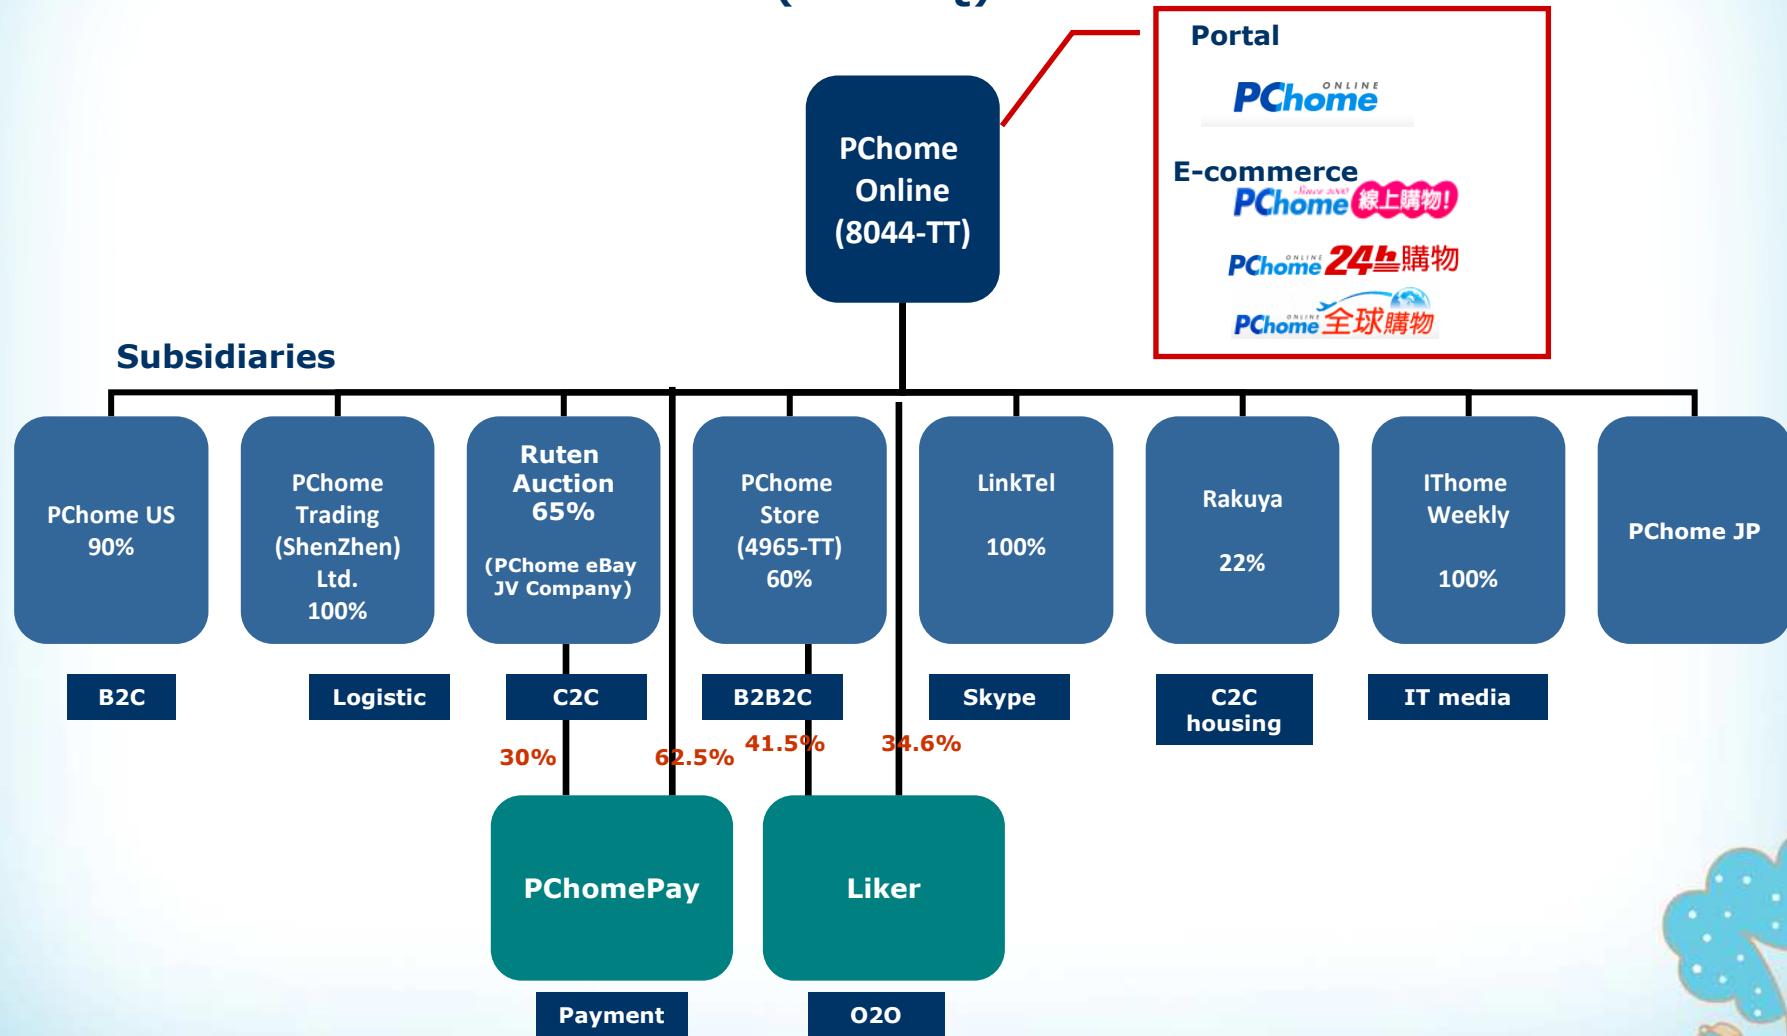 Portal
PChome ONLINE
E-commerce
Since 2000
PChome 線上購物!
PChome ONLINE 24h 購物
PChome ONLINE 全球購物
PChome
Online
(8044-TT)
Subsidiaries
PChome US
90%
PChome
Trading
(ShenZhen)
Ltd.
100%
Ruten
Auction
65%
(PChome eBay
JV Company)
PChome
Store
(4965-TT)
60%
LinkTel
100%
Rakuya
22%
IThome
Weekly
100%
PChome JP
B2C
Logistic
C2C
B2B2C
Skype
C2C
housing
IT media
30%
62.5%
41.5%
34.6%
PChomePay
Liker
Payment
O2O